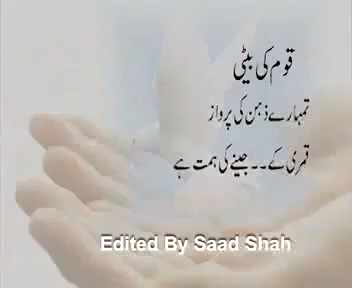 قوم کی بیٹی
تمہارے ذہن کی پرواز
قمری کے۔۔جینے کی ہمت ہے
Edited By Saad Shah